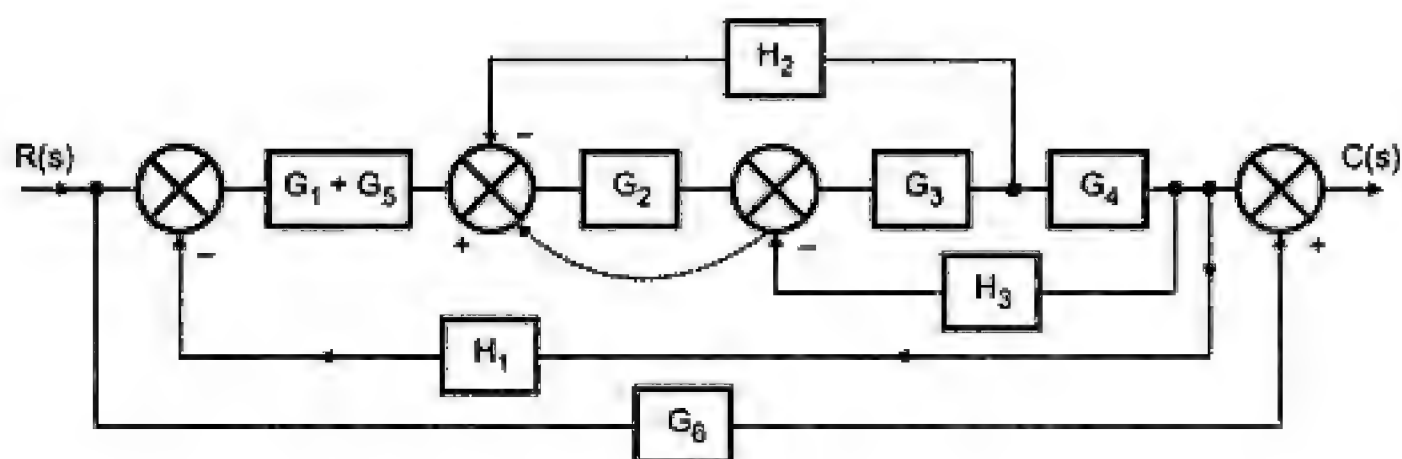 H2
R(s)
G1 + G5
G2
G3
G4
C(s)
−
+
−
−
+
H3
H1
G6